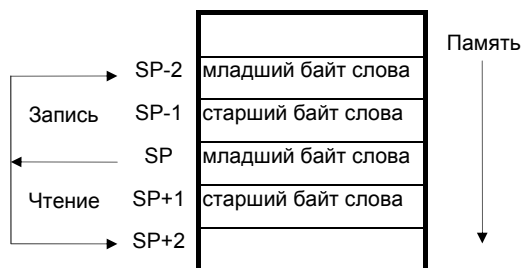 Память
SP-2 младший байт слова
Запись SP-1 старший байт слова
SP младший байт слова
Чтение SP+1 старший байт слова
SP+2